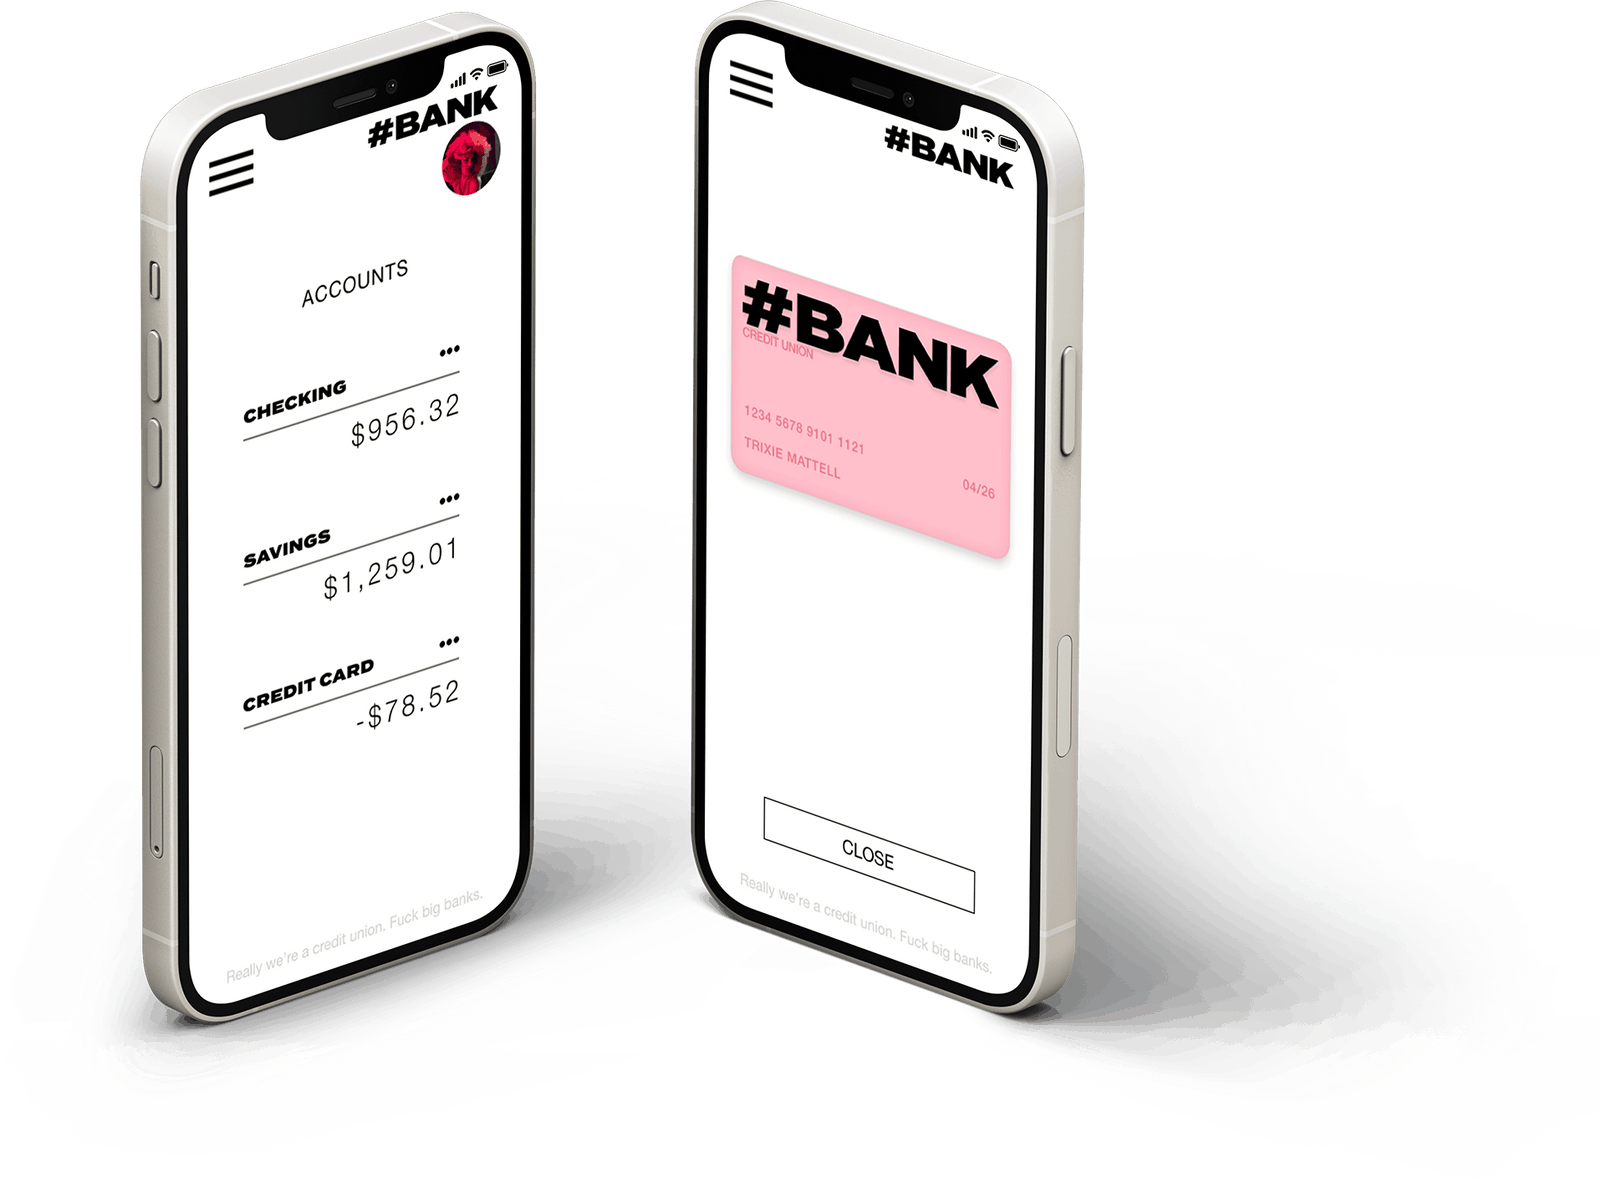 #BANK
ACCOUNTS
CHECKING
$956.32
SAVINGS
$1,259.01
CREDIT CARD
-$78.52
Really we're a credit union. Fuck big banks.
#BANK
#BANK
CREDIT UNION
1234 5678 9101 1121
TRIXIE MATTELL
04/26
CLOSE
Really we're a credit union. Fuck big banks.